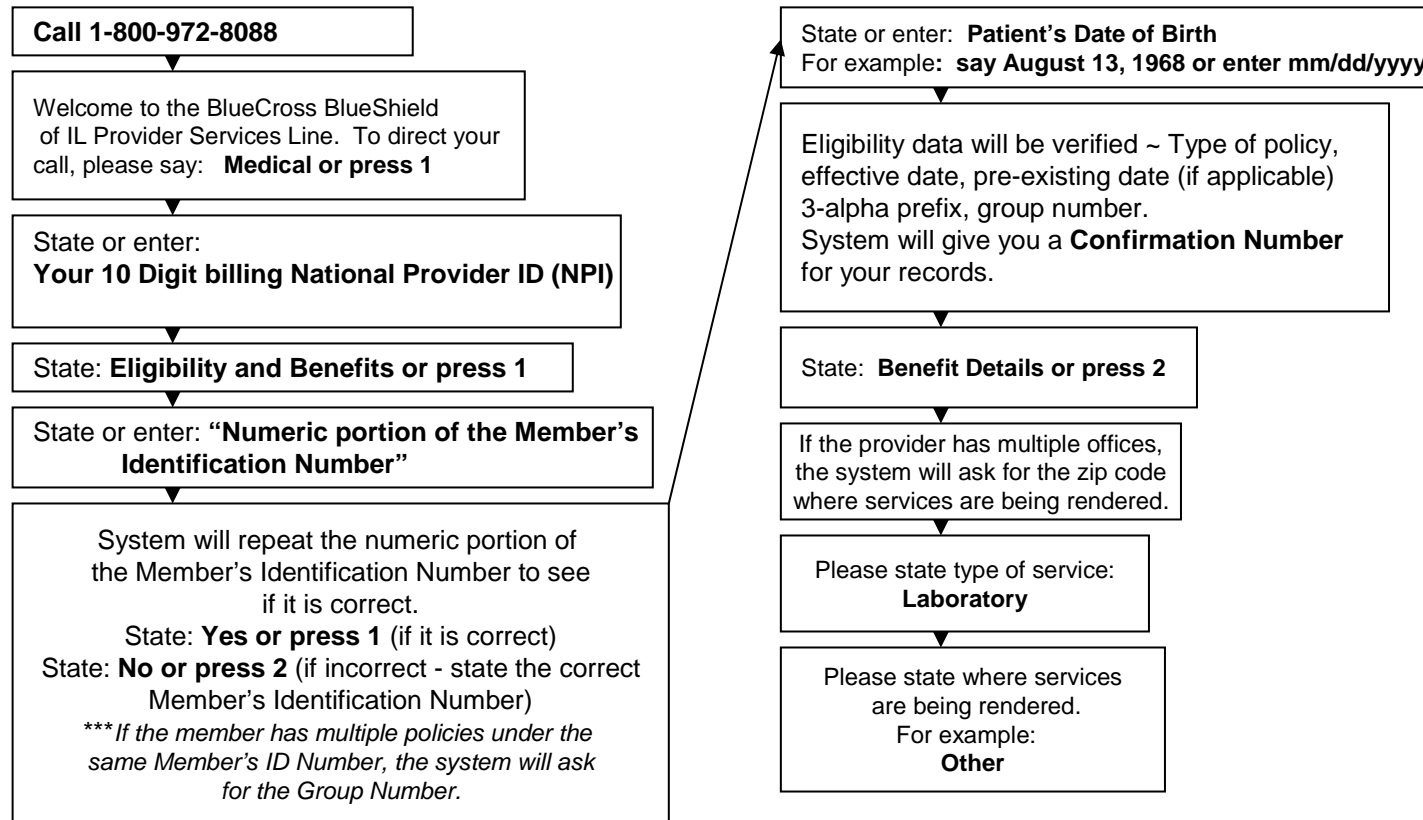 Call 1-800-972-8088
Welcome to the BlueCross BlueShield
of IL Provider Services Line. To direct your
call, please say: Medical or press 1
State or enter:
Your 10 Digit billing National Provider ID (NPI)
State: Eligibility and Benefits or press 1
State or enter: “Numeric portion of the Member’s
Identification Number”
System will repeat the numeric portion of
the Member’s Identification Number to see
if it is correct.
State: Yes or press 1 (if it is correct)
State: No or press 2 (if incorrect - state the correct
Member’s Identification Number)
***If the member has multiple policies under the
same Member’s ID Number, the system will ask
for the Group Number.
State or enter: Patient’s Date of Birth
For example: say August 13, 1968 or enter mm/dd/yyyy
Eligibility data will be verified ~ Type of policy,
effective date, pre-existing date (if applicable)
3-alpha prefix, group number.
System will give you a Confirmation Number
for your records.
State: Benefit Details or press 2
If the provider has multiple offices,
the system will ask for the zip code
where services are being rendered.
Please state type of service:
Laboratory
Please state where services
are being rendered.
For example:
Other